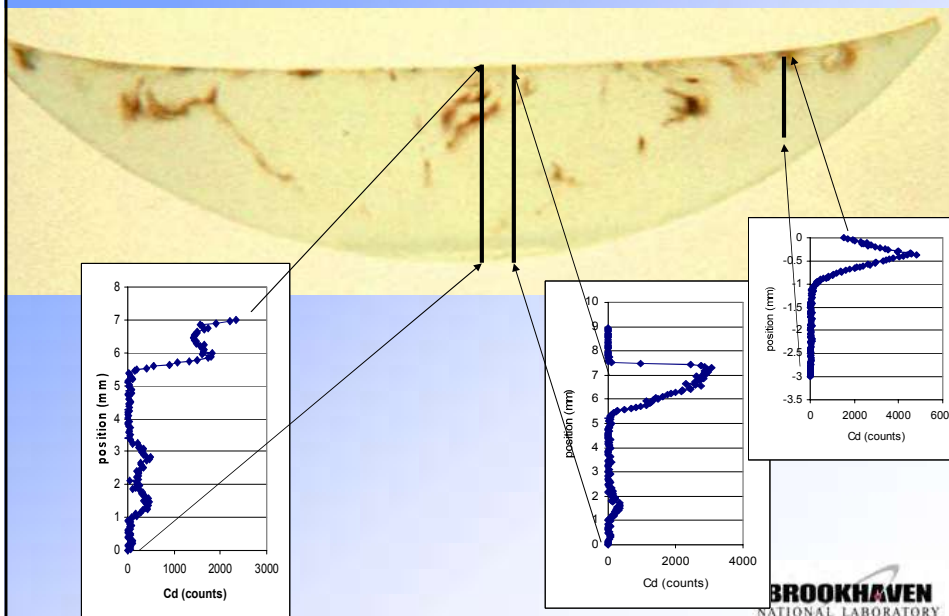 8
7
6
5
4
3
2
1
0
position (mm)
0 1000 2000 3000
Cd (counts)
10
9
8
7
6
5
4
3
2
1
0
position (mm)
0 2000 4000
Cd (counts)
0
-0.5
-1
-1.5
-2
-2.5
-3
-3.5
position (mm)
0 2000 4000 600
Cd (counts)
BROOKHAVEN
NATIONAL LABORATORY